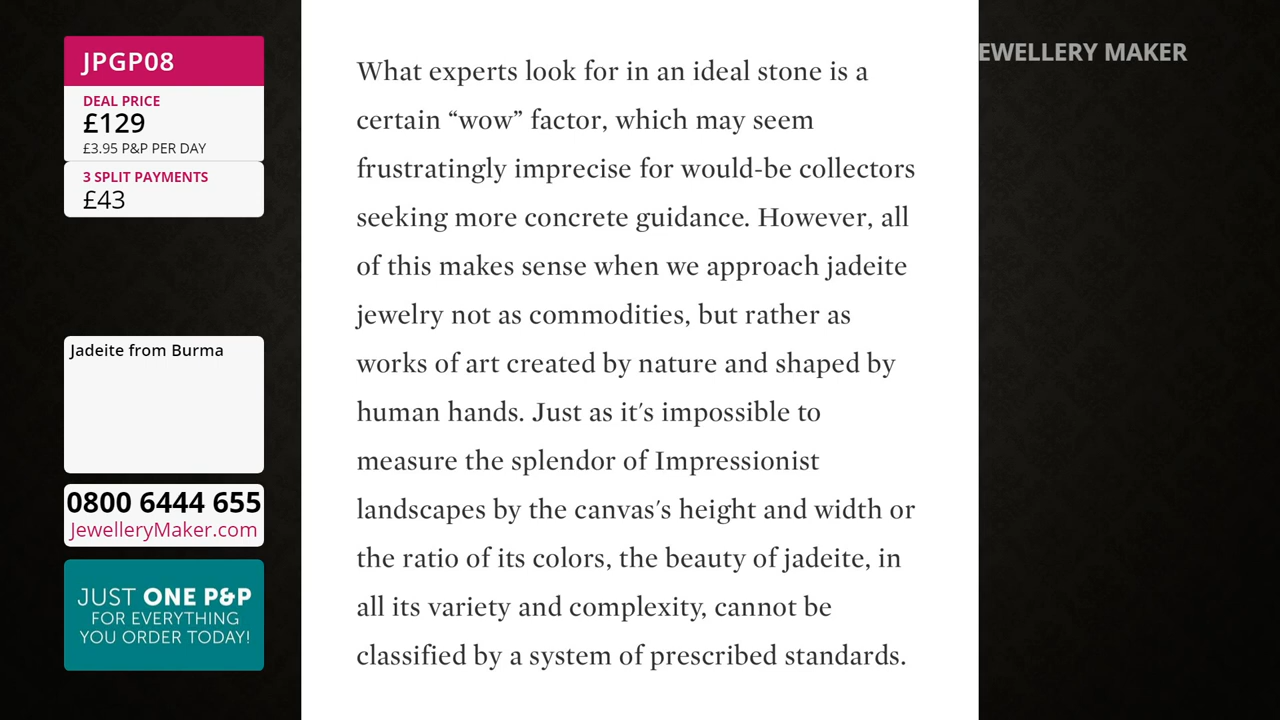 JPGP08
DEAL PRICE
£129
£3.95 P&P PER DAY
3 SPLIT PAYMENTS
£43
Jadeite from Burma
0800 6444 655
JewelleryMaker.com
JUST ONE P&P
FOR EVERYTHING
YOU ORDER TODAY!
What experts look for in an ideal stone is a
certain “wow” factor, which may seem
frustratingly imprecise for would-be collectors
seeking more concrete guidance. However, all
of this makes sense when we approach jadeite
jewelry not as commodities, but rather as
works of art created by nature and shaped by
human hands. Just as it's impossible to
measure the splendor of Impressionist
landscapes by the canvas's height and width or
the ratio of its colors, the beauty of jadeite, in
all its variety and complexity, cannot be
classified by a system of prescribed standards.
EWELLERY MAKER